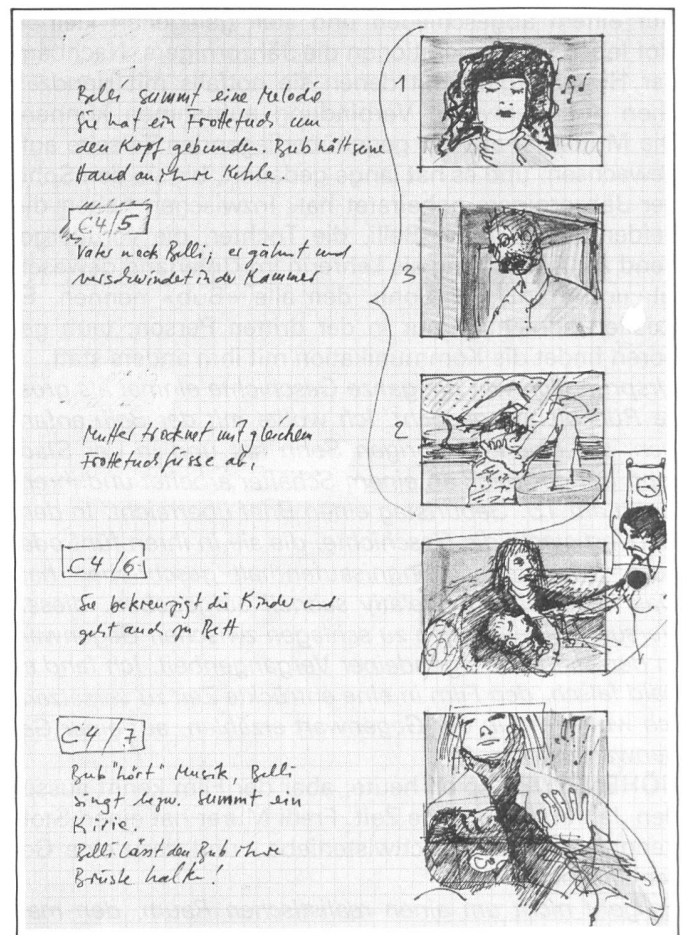 Belli summt eine Melodie
Sie hat ein Frottetuch um
den Kopf gebunden. Bub hält seine
Hand an ihre Kehle.
1
C4/5
Vater neckt Belli; er gähnt und
verschwindet in der Kammer
3
Mutter trocknet mit gleichen
Frottetuch füsse ab,
2
C4/6
Sie bekreuzigt die Kinder und
geht auch zu Bett
C4/7
Bub "hört" Musik, Belli
singt bzw. summt ein
Kirie.
Belli lässt den Bub ihre
Brüste halten!